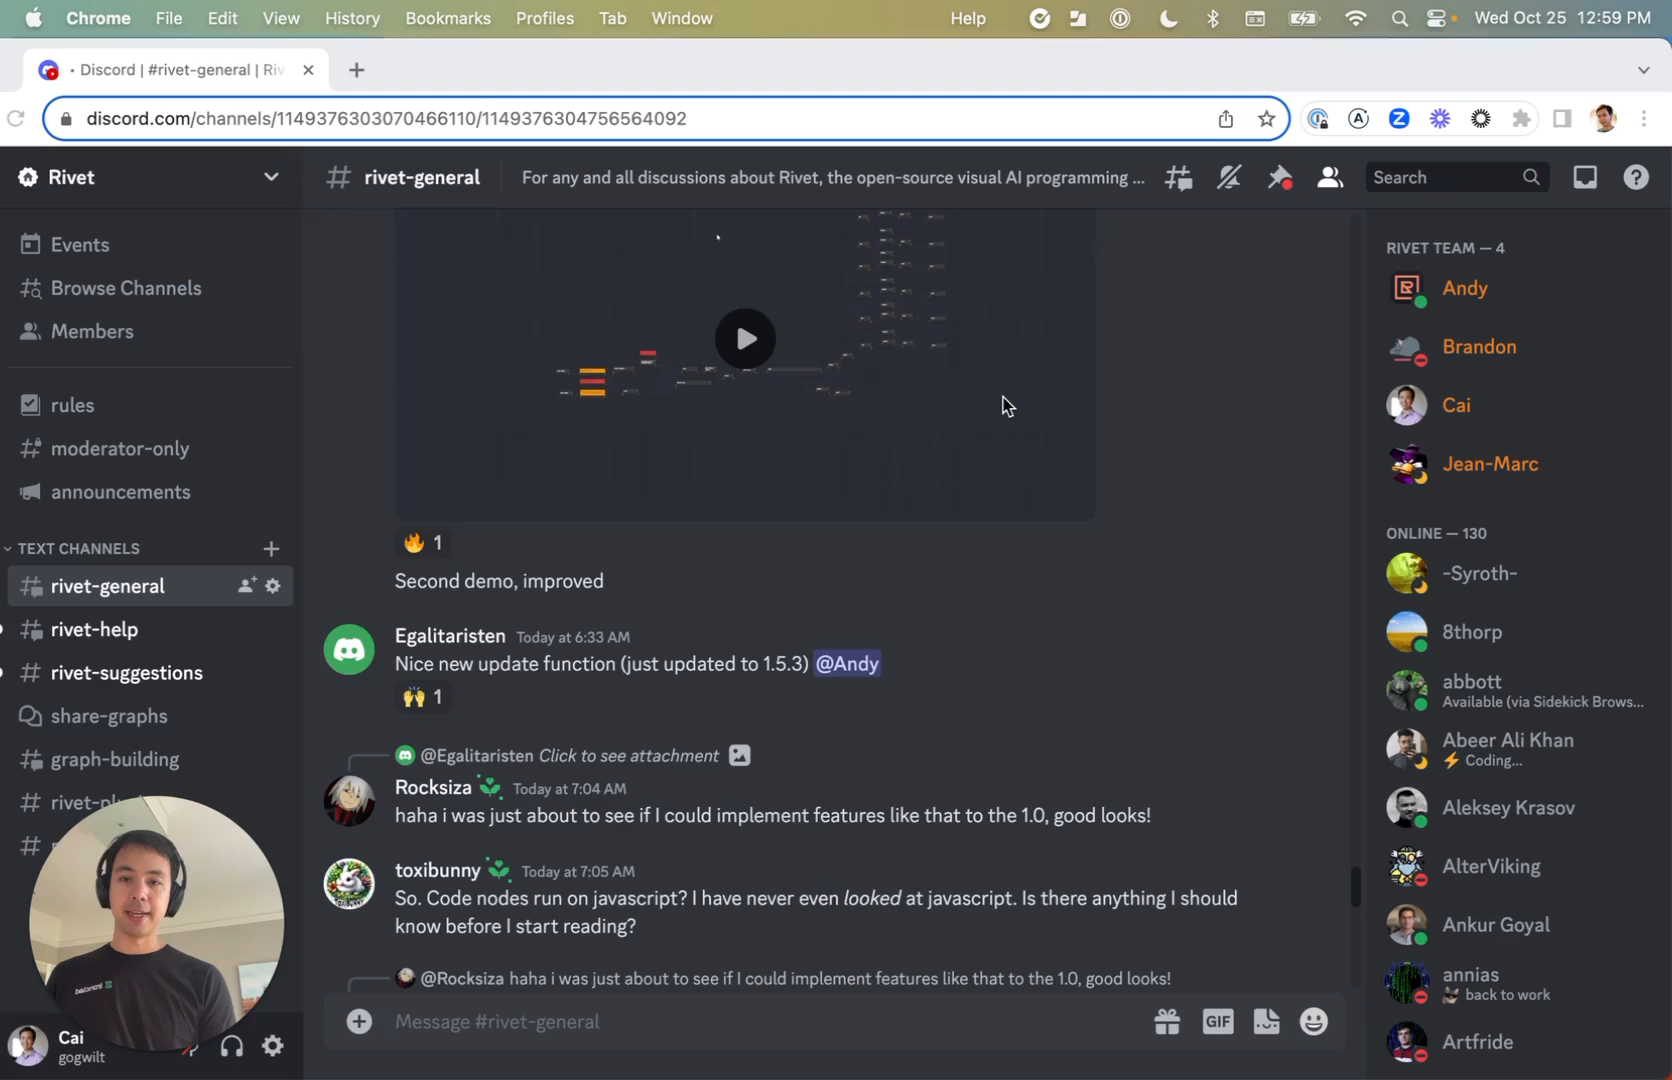 Chrome File Edit View History Bookmarks Profiles Tab Window Help Wed Oct 25 12:59 PM
• Discord | #rivet-general | Riv
discord.com/channels/1149376303070466110/1149376304756564092
Rivet
Events
Browse Channels
Members
rules
moderator-only
announcements
TEXT CHANNELS
rivet-general
rivet-help
rivet-suggestions
share-graphs
graph-building
rivet-general For any and all discussions about Rivet, the open-source visual AI programming ...
Search
🔥 1
Second demo, improved
Egalitaristen Today at 6:33 AM
Nice new update function (just updated to 1.5.3) @Andy
🙌 1
@Egalitaristen Click to see attachment
Rocksiza Today at 7:04 AM
haha i was just about to see if I could implement features like that to the 1.0, good looks!
toxibunny Today at 7:05 AM
So. Code nodes run on javascript? I have never even looked at javascript. Is there anything I should
know before I start reading?
@Rocksiza haha i was just about to see if I could implement features like that to the 1.0, good looks!
Message #rivet-general
GIF
RIVET TEAM — 4
Andy
Brandon
Cai
Jean-Marc
ONLINE — 130
-Syroth-
8thorp
abbott
Available (via Sidekick Brows...
Abeer Ali Khan
⚡ Coding...
Aleksey Krasov
AlterViking
Ankur Goyal
annias
back to work
Artfride
Cai
gogwilt